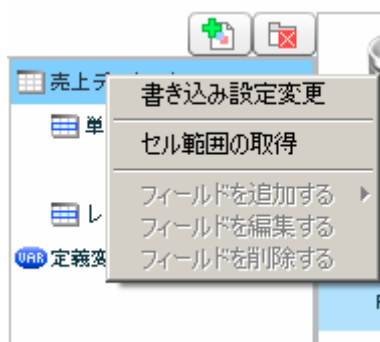 売上デ
書き込み設定変更
単
セル範囲の取得
フィールドを追加する
レ
フィールドを編集する
VAR 定義変
フィールドを削除する